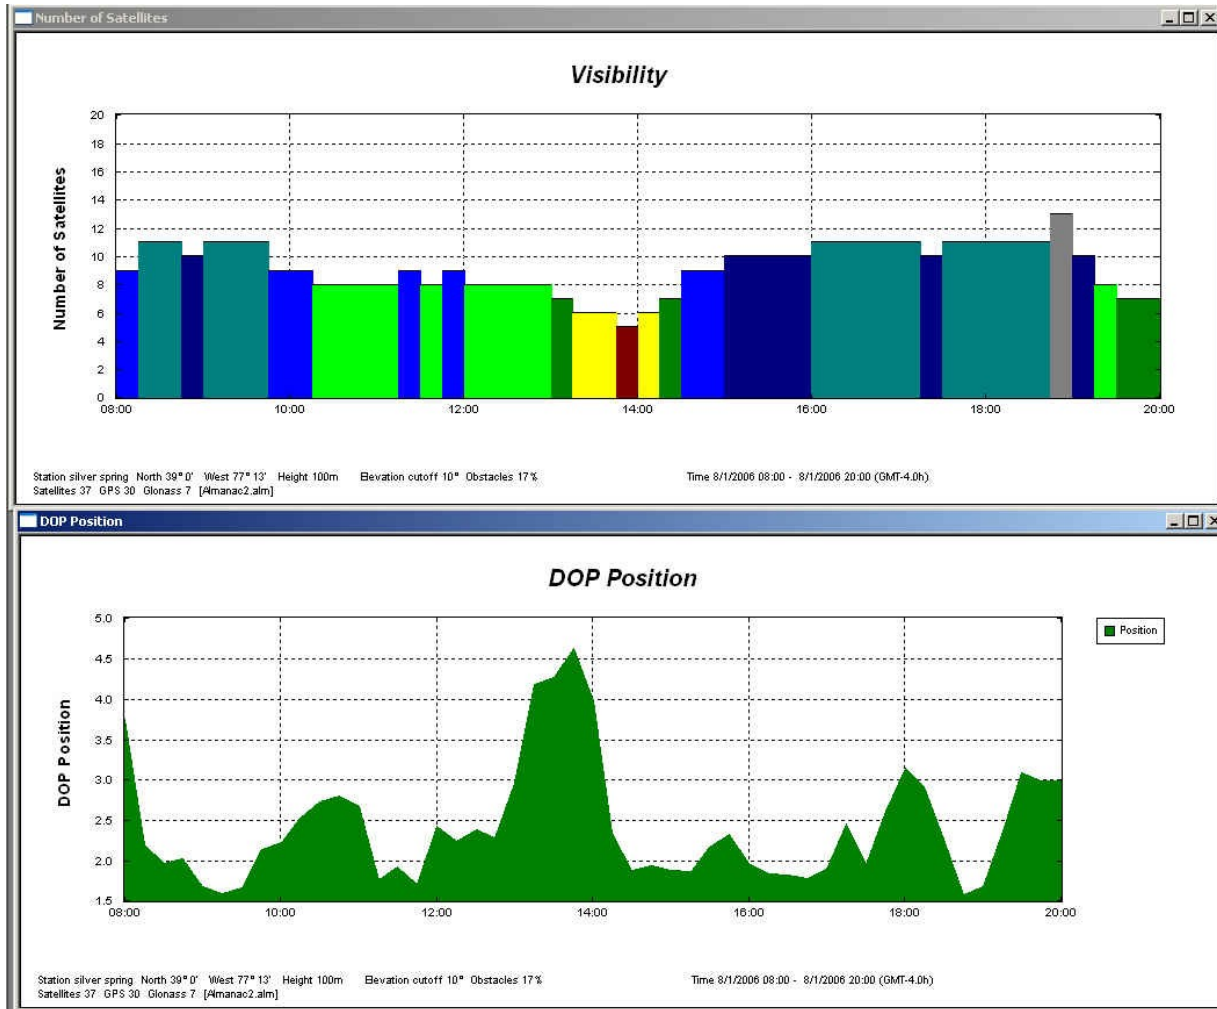 Number of Satellites
Visibility
Number of Satellites
20
18
16
14
12
10
8
6
4
2
0
08:00 10:00 12:00 14:00 16:00 18:00 20:00
Station silver spring North 39° 0' West 77° 13' Height 100m Elevation cutoff 10° Obstacles 17% Time 8/1/2006 08:00 - 8/1/2006 20:00 (GMT-4.0h)
Satellites 37 GPS 30 Glonass 7 [Almanac2.alm]
DOP Position
DOP Position
Position
DOP Position
5.0
4.5
4.0
3.5
3.0
2.5
2.0
1.5
08:00 10:00 12:00 14:00 16:00 18:00 20:00
Station silver spring North 39° 0' West 77° 13' Height 100m Elevation cutoff 10° Obstacles 17% Time 8/1/2006 08:00 - 8/1/2006 20:00 (GMT-4.0h)
Satellites 37 GPS 30 Glonass 7 [Almanac2.alm]